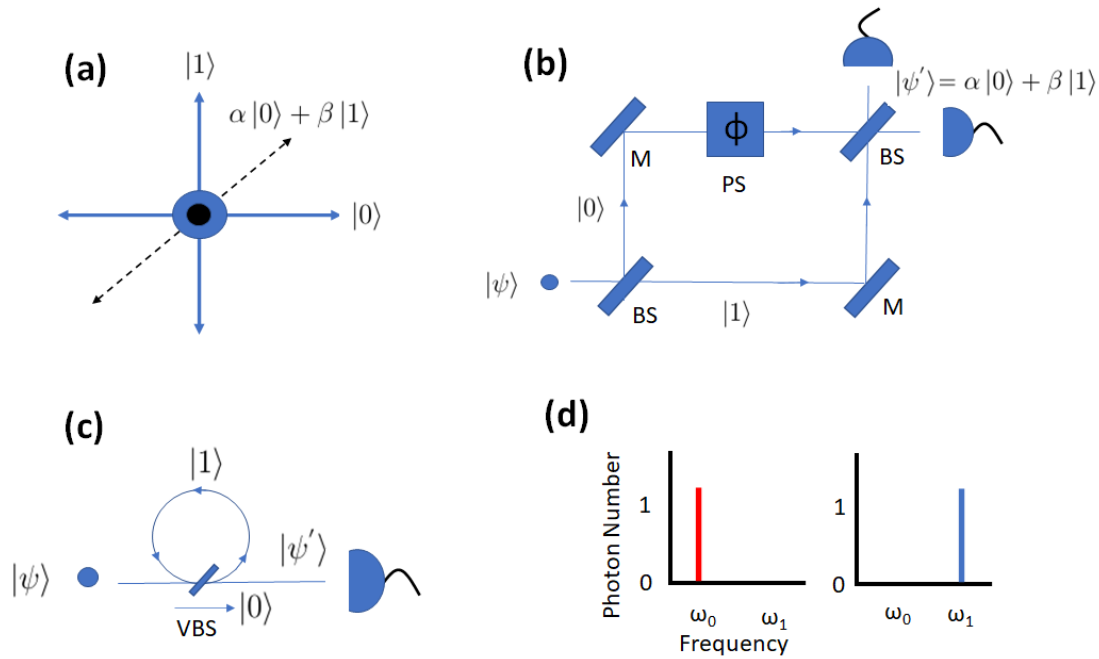 (a)
|1⟩
α|0⟩ + β|1⟩
|0⟩
(b)
|ψ′⟩ = α|0⟩ + β|1⟩
M
ϕ
PS
BS
|0⟩
|ψ⟩
BS
|1⟩
M
(c)
|1⟩
|ψ⟩
|ψ′⟩
VBS
|0⟩
(d)
Photon Number
1
0
ω0
ω1
Frequency
1
0
ω0
ω1